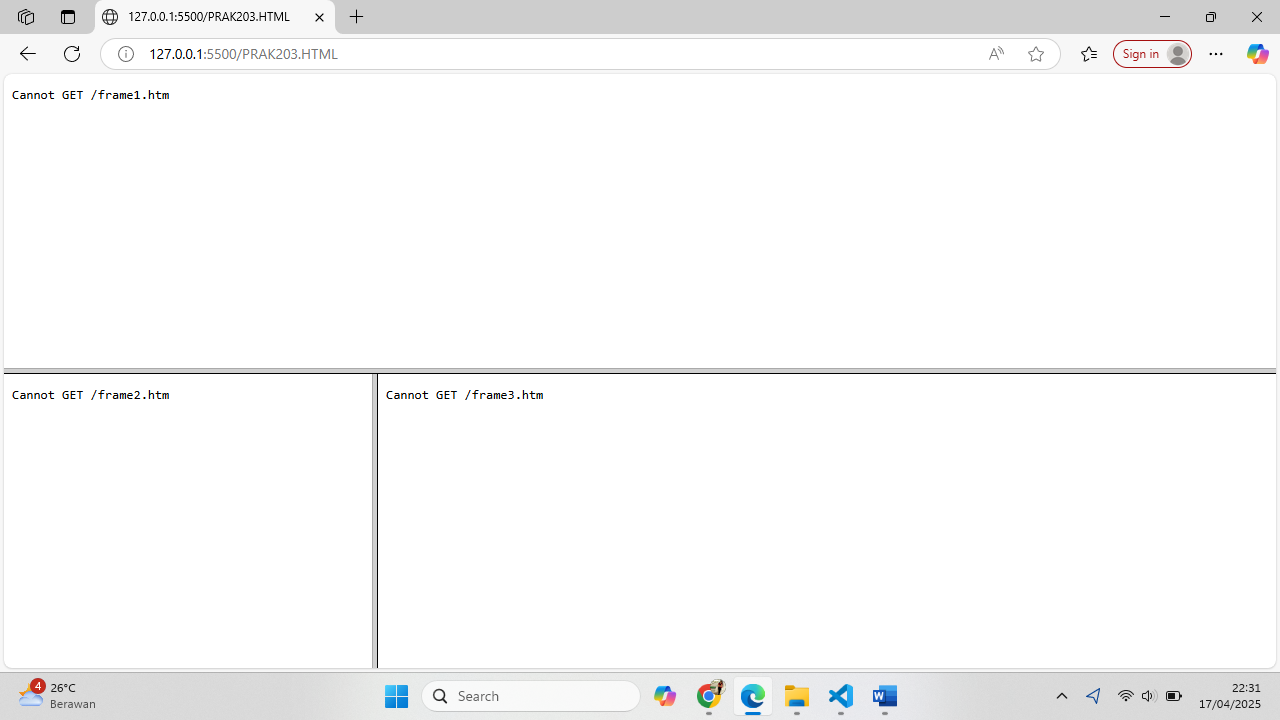 127.0.0.1:5500/PRAK203.HTML
127.0.0.1:5500/PRAK203.HTML
Sign in
Cannot GET /frame1.htm
Cannot GET /frame2.htm
Cannot GET /frame3.htm
4
26°C
Berawan
Search
22:31
17/04/2025